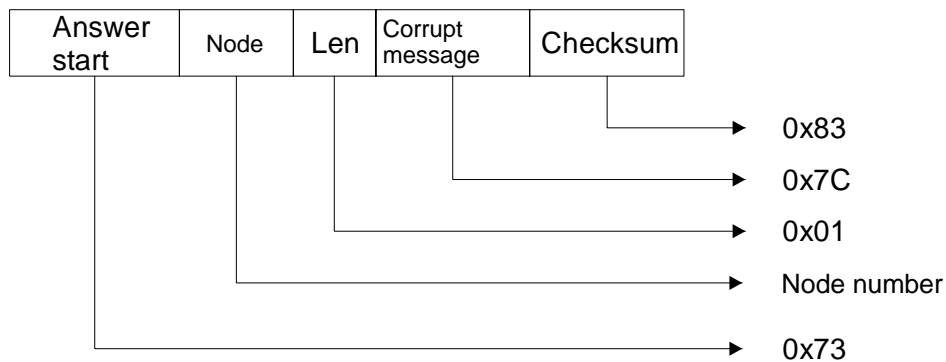 Answer
start
Node
Len
Corrupt
message
Checksum
0x83
0x7C
0x01
Node number
0x73